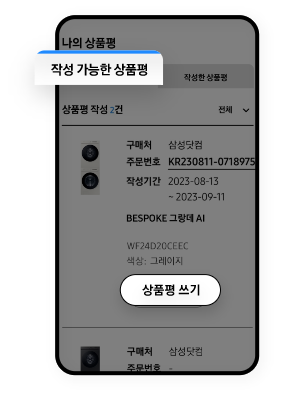 나의 상품평
작성 가능한 상품평
작성한 상품평
상품평 작성 2건
전체
구매처 삼성닷컴
주문번호 KR230811-0718975
작성기간 2023-08-13
~ 2023-09-11
BESPOKE 그랑데 AI
WF24D20CEEC
색상: 그레이지
상품평 쓰기
구매처 삼성닷컴
주문번호 -